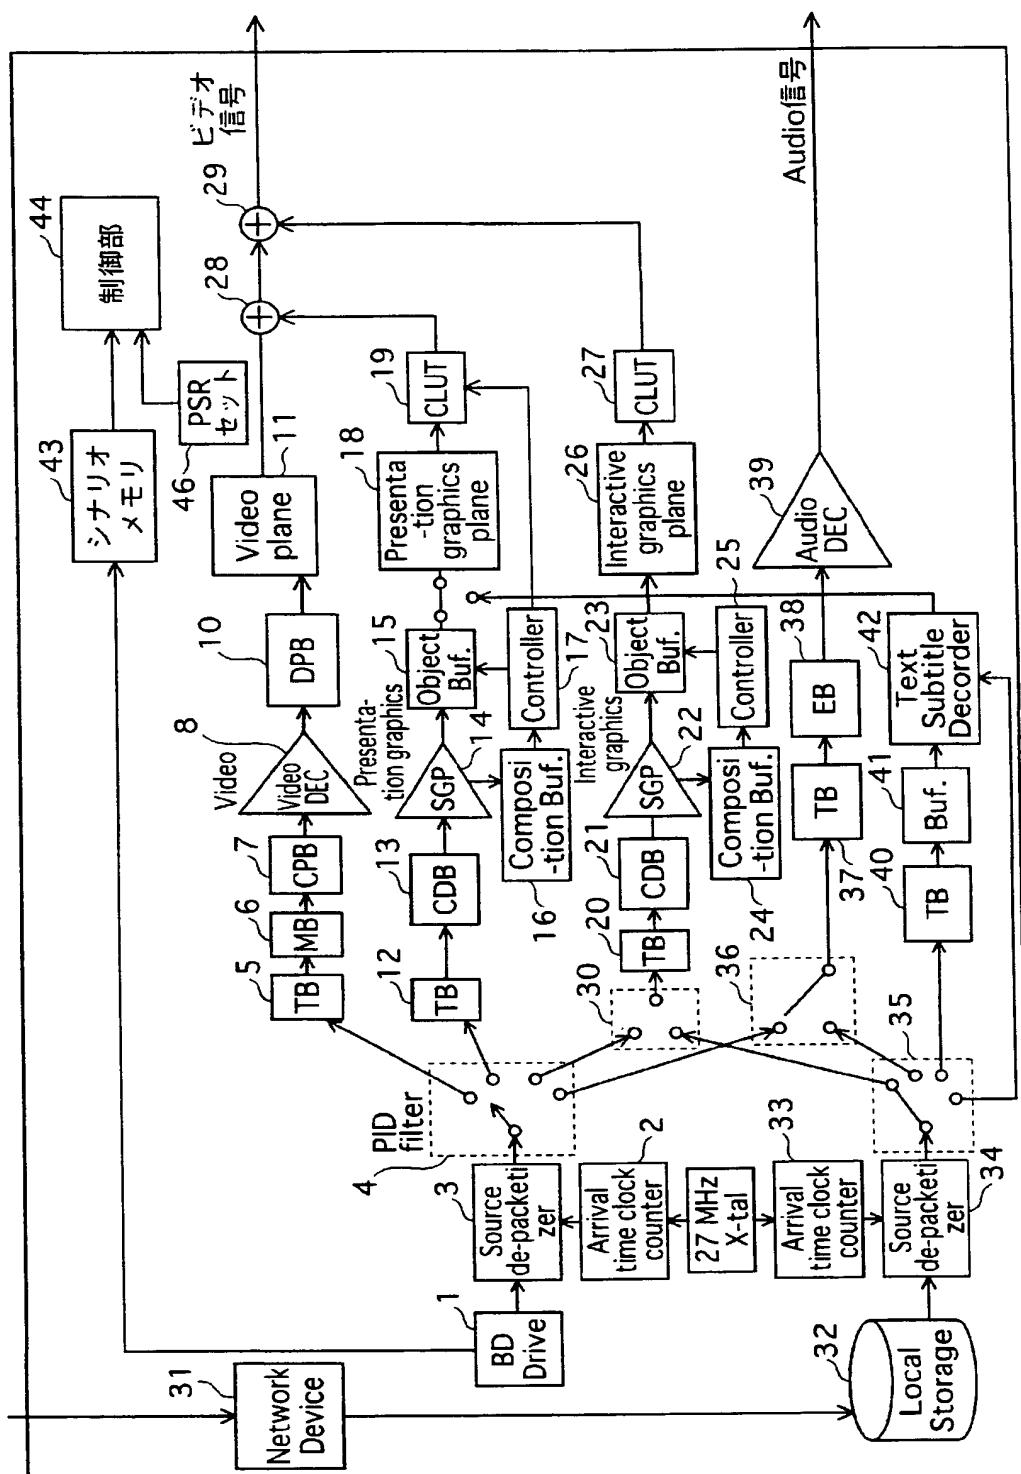 31
Network
Device
32
Local
Storage
1
BD
Drive
3
Source
de-packeti
zer
2
Arrival
time clock
counter
27 MHz
X-tal
33
Arrival
time clock
counter
34
Source
de-packeti
zer
4
PID
filter
35
5
TB
6
MB
7
CPB
8
Video
Video
DEC
10
DPB
11
Video
plane
12
TB
13
CDB
14
Presenta-
tion graphics
SGP
15
Object
Buf.
16
Composi
-tion Buf.
17
Controller
18
Presenta
-tion
graphics
plane
19
CLUT
30
20
TB
21
CDB
22
Interactive
graphics
SGP
23
Object
Buf.
24
Composi
-tion Buf.
25
Controller
26
Interactive
graphics
plane
27
CLUT
36
37
TB
38
EB
39
Audio
DEC
40
TB
41
Buf.
42
Text
Subtitle
Decorder
43
シナリオ
メモリ
44
制御部
46
PSR
セット
28
29
ビデオ
信号
Audio信号